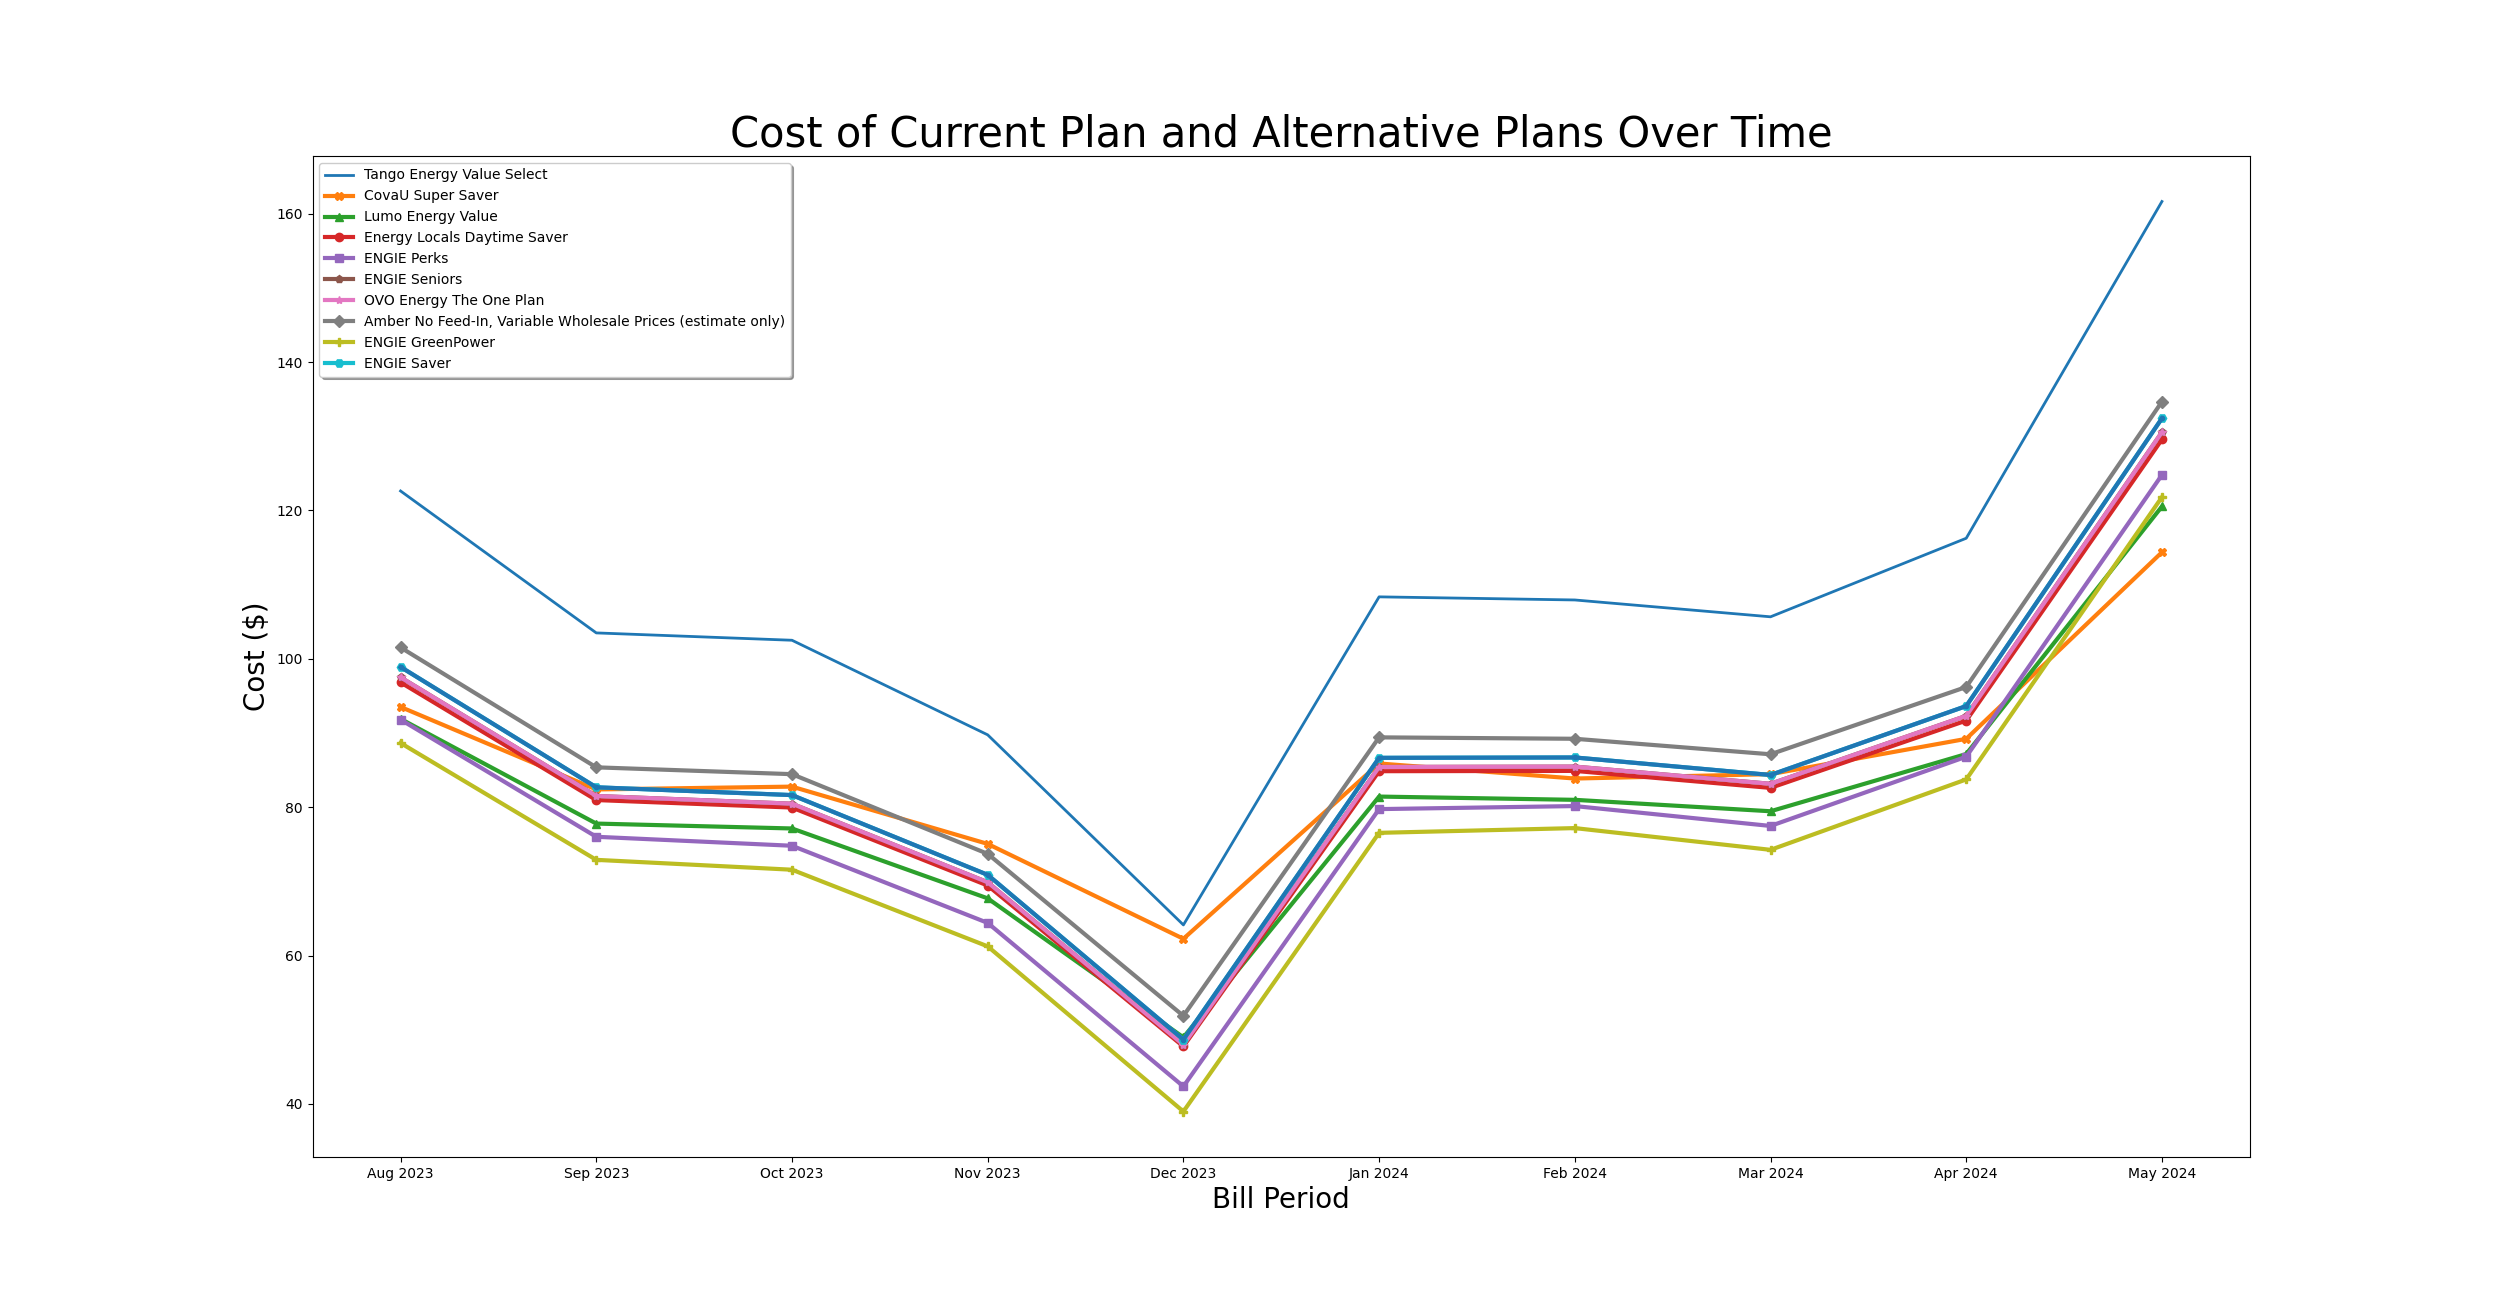 Cost of Current Plan and Alternative Plans Over Time
Tango Energy Value Select
CovaU Super Saver
Lumo Energy Value
Energy Locals Daytime Saver
ENGIE Perks
ENGIE Seniors
OVO Energy The One Plan
Amber No Feed-In, Variable Wholesale Prices (estimate only)
ENGIE GreenPower
ENGIE Saver
Cost ($)
160
140
120
100
80
60
40
Aug 2023 Sep 2023 Oct 2023 Nov 2023 Dec 2023 Jan 2024 Feb 2024 Mar 2024 Apr 2024 May 2024
Bill Period